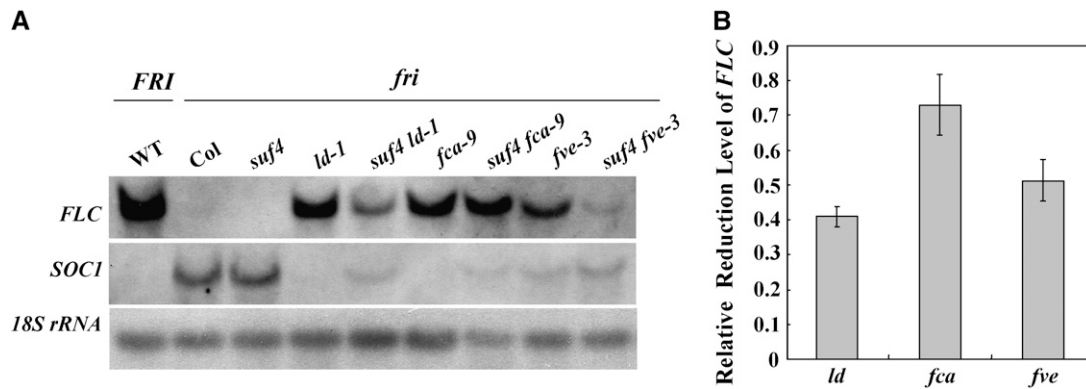 A
FRI
fri
WT
Col
suf4
ld-1
suf4 ld-1
fca-9
suf4 fca-9
fve-3
suf4 fve-3
FLC
SOC1
18S rRNA
B
Relative Reduction Level of FLC
0.9
0.8
0.7
0.6
0.5
0.4
0.3
0.2
0.1
0
ld
fca
fve